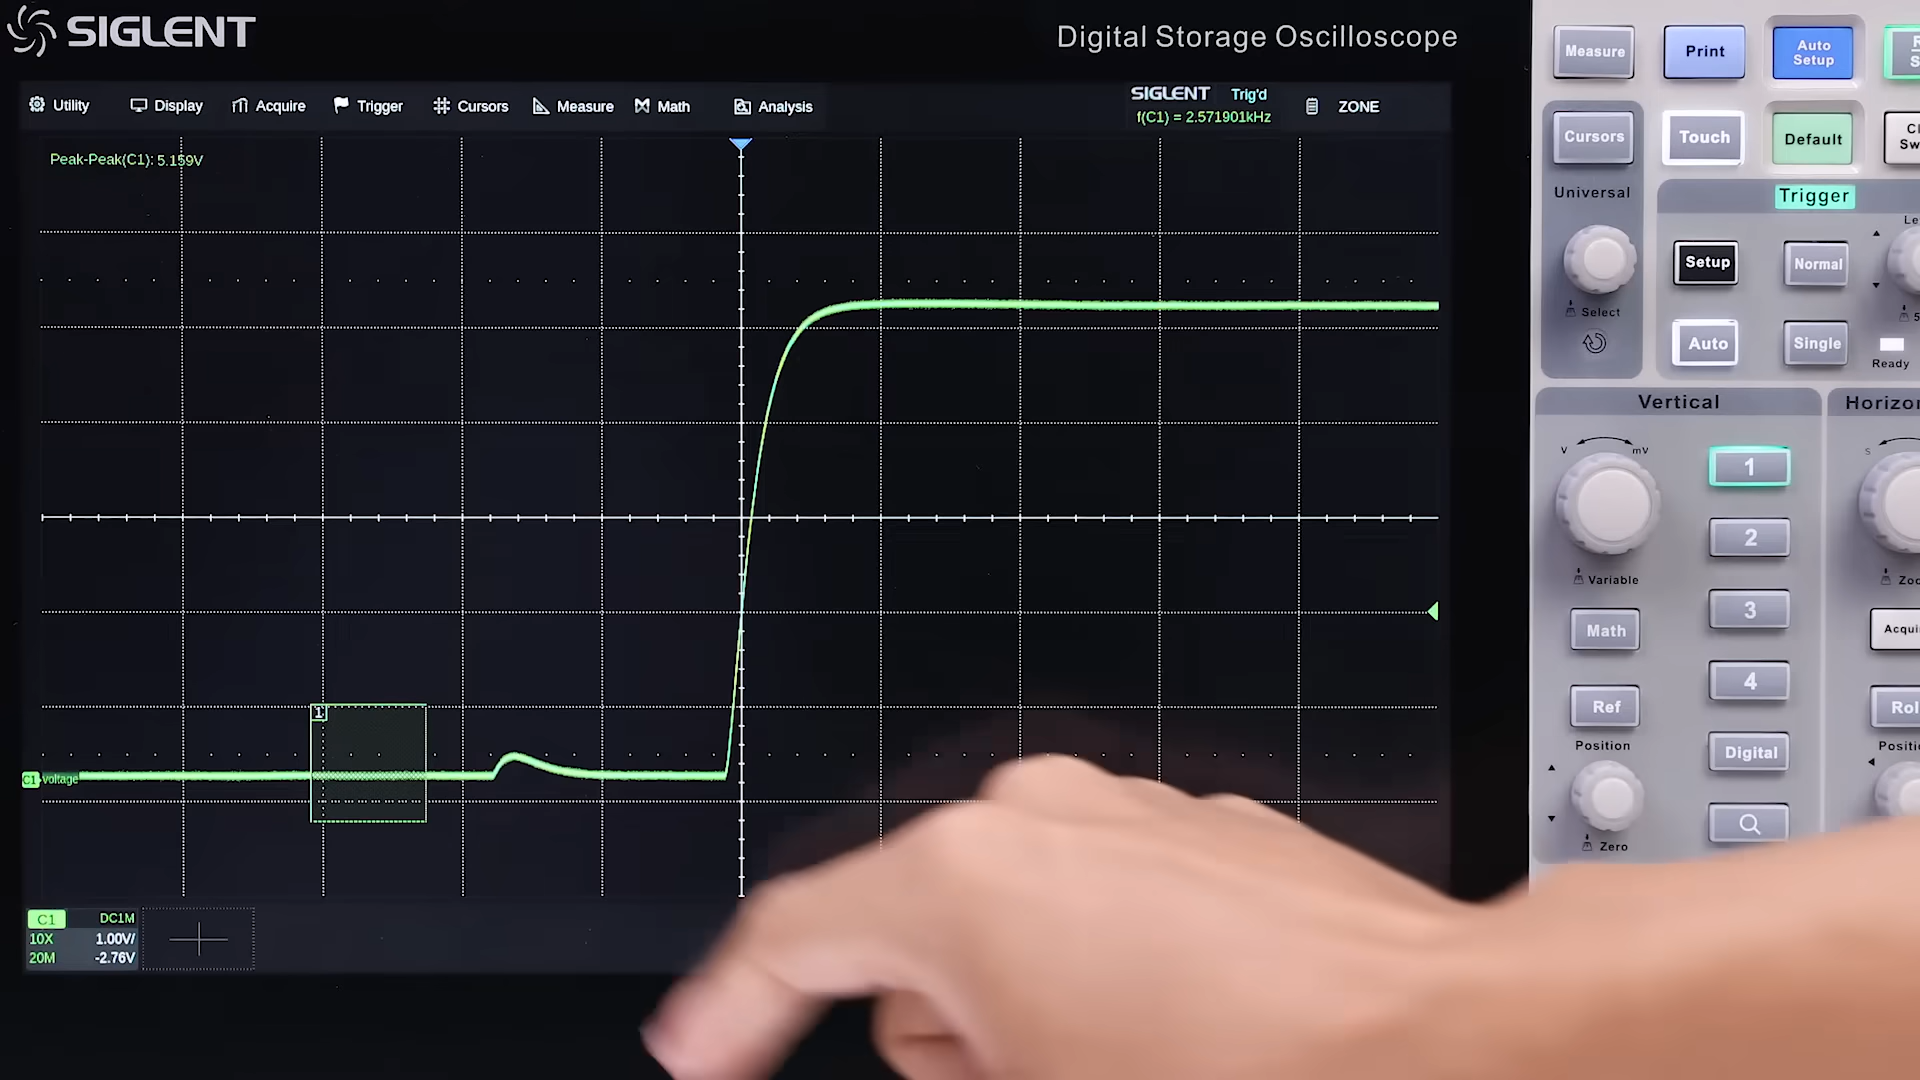 SIGLENT
Digital Storage Oscilloscope
Utility
Display
Acquire
Trigger
Cursors
Measure
Math
Analysis
SIGLENT Trig'd
f(C1) = 2.571901kHz
ZONE
Peak-Peak(C1): 5.159V
1
C1 voltage
C1 DC1M
10X 1.00V/
20M -2.76V
Measure
Print
Auto
Setup
Cursors
Touch
Default
Universal
Trigger
Select
Setup
Normal
Auto
Single
Ready
Vertical
V
mV
1
2
Variable
Math
3
4
Ref
Position
Digital
Zero